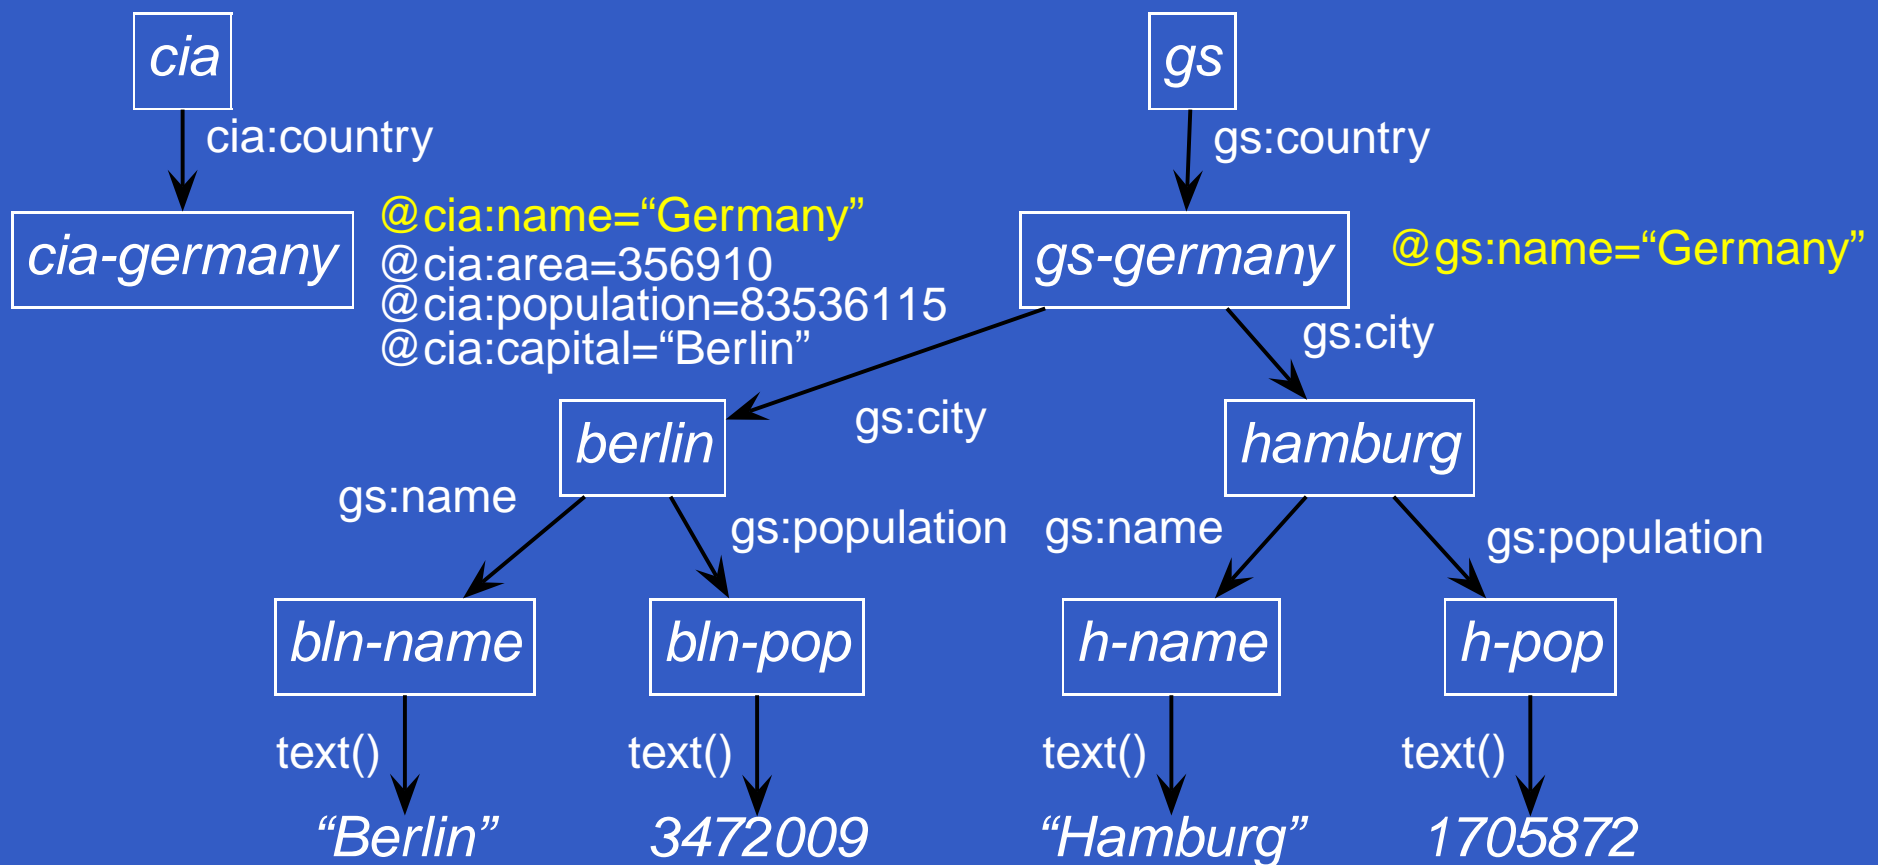 cia
gs
cia:country
gs:country
cia-germany
@cia:name=“Germany”
@cia:area=356910
@cia:population=83536115
@cia:capital=“Berlin”
gs-germany
@gs:name=“Germany”
gs:city
gs:city
berlin
hamburg
gs:name
gs:population
gs:name
gs:population
bln-name
bln-pop
h-name
h-pop
text()
text()
text()
text()
“Berlin”
3472009
“Hamburg”
1705872